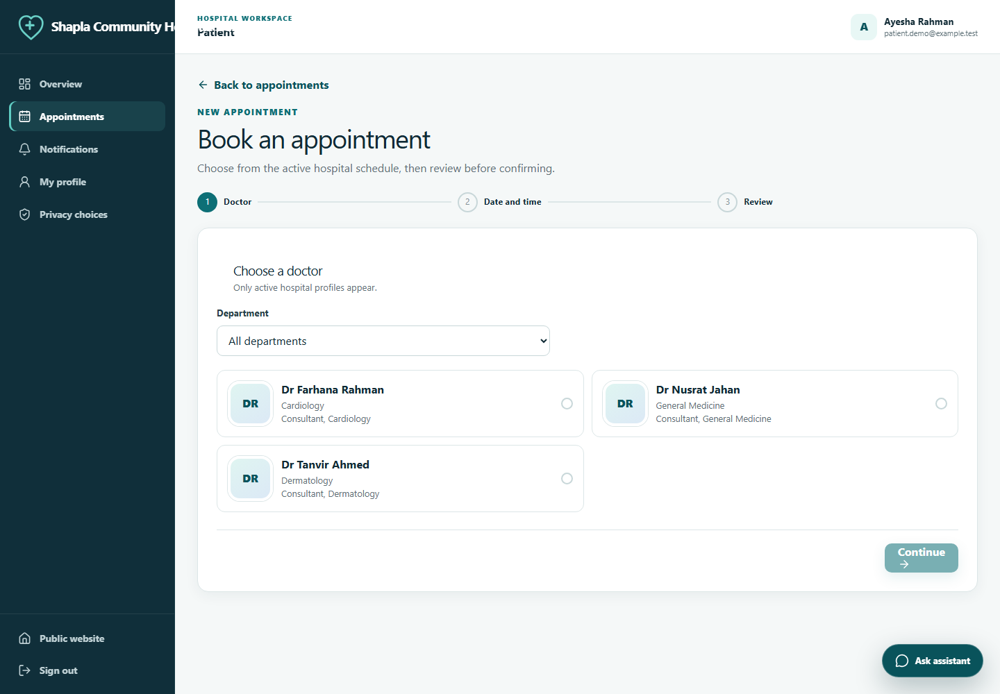 Shapla Community Ho
HOSPITAL WORKSPACE
Patient
A
Ayesha Rahman
patient.demo@example.test
Overview
Appointments
Notifications
My profile
Privacy choices
Public website
Sign out
Back to appointments
NEW APPOINTMENT
Book an appointment
Choose from the active hospital schedule, then review before confirming.
1 Doctor
2 Date and time
3 Review
Choose a doctor
Only active hospital profiles appear.
Department
All departments
DR
Dr Farhana Rahman
Cardiology
Consultant, Cardiology
DR
Dr Nusrat Jahan
General Medicine
Consultant, General Medicine
DR
Dr Tanvir Ahmed
Dermatology
Consultant, Dermatology
Continue
Ask assistant